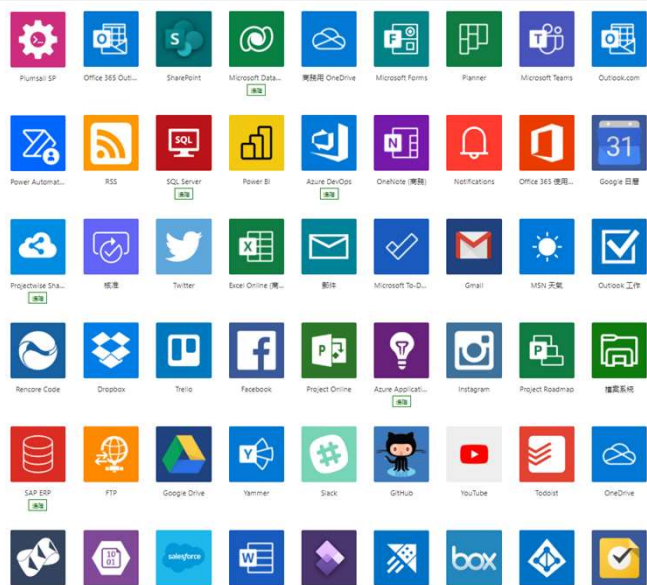 Plumsail SP
Office 365 Outl...
SharePoint
Microsoft Data...
進階
商務用 OneDrive
Microsoft Forms
Planner
Microsoft Teams
Outlook.com
Power Automat...
RSS
SQL
SQL Server
進階
Power BI
Azure DevOps
進階
OneNote (商務)
Notifications
Office 365 使用...
31
Google 日曆
Projectwise Sha...
進階
核准
Twitter
Excel Online (商...
郵件
Microsoft To-D...
Gmail
MSN 天氣
Outlook 工作
Rencore Code
Dropbox
Trello
Facebook
Project Online
Azure Applicati...
進階
Instagram
Project Roadmap
檔案系統
SAP ERP
進階
FTP
Google Drive
Yammer
Slack
GitHub
YouTube
Todoist
OneDrive
10
01
salesforce
box